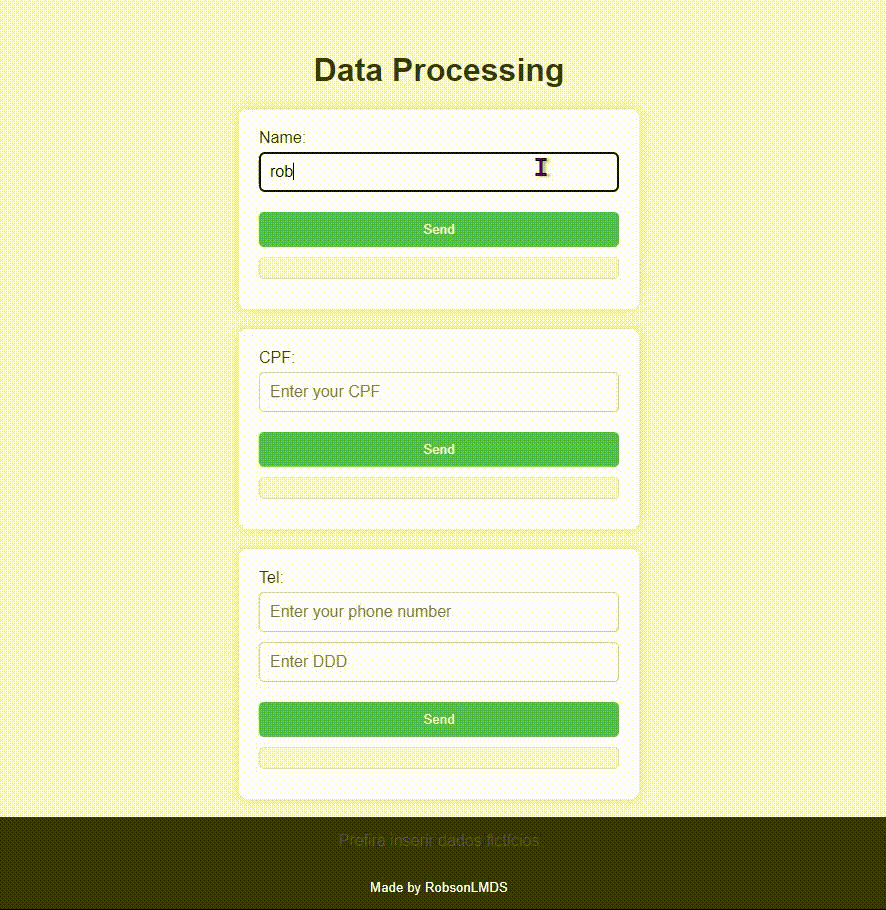 Data Processing
Name:
rob
Send
CPF:
Enter your CPF
Send
Tel:
Enter your phone number
Enter DDD
Send
Prefira inserir dados fictícios
Made by RobsonLMDS